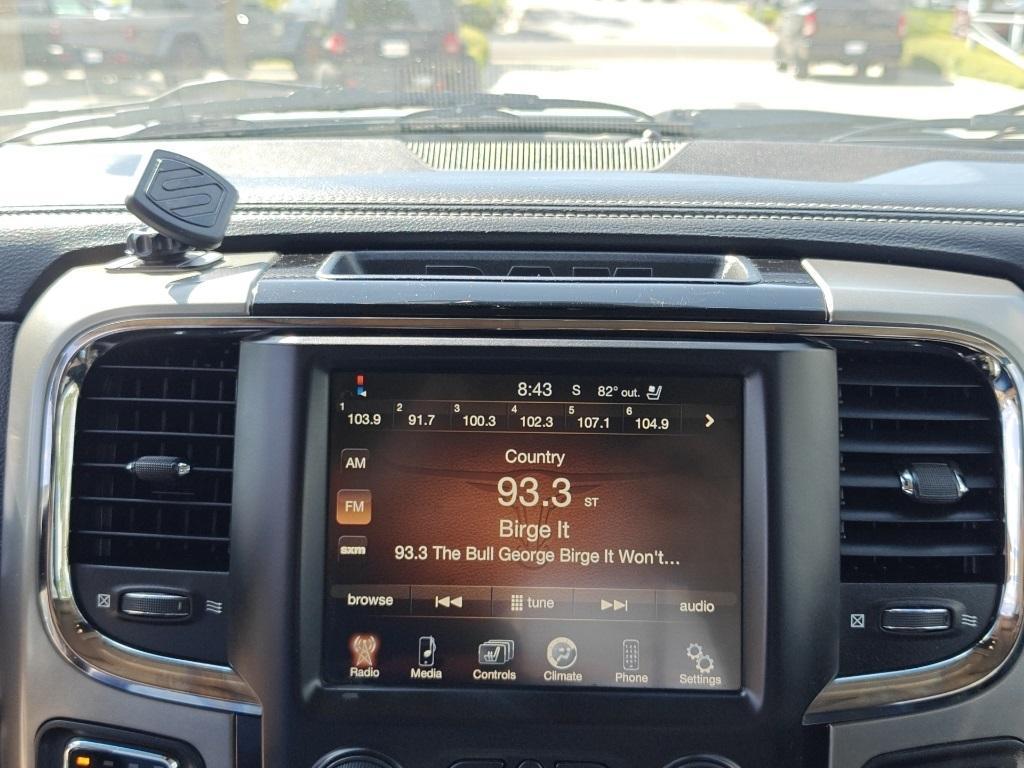 RAM
8:43 S 82° out.
1 103.9 2 91.7 3 100.3 4 102.3 5 107.1 6 104.9
AM
FM
sxm
Country
93.3 ST
Birge It
93.3 The Bull George Birge It Won't...
browse tune audio
Radio Media Controls Climate Phone Settings